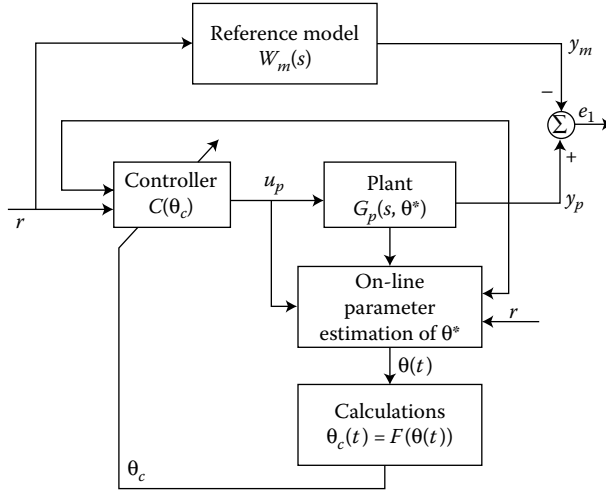 Reference model
W_m(s)
y_m
−
e_1
Σ
+
Controller
C(θ_c)
u_p
Plant
G_p(s, θ*)
y_p
r
On-line
parameter
estimation of θ*
r
θ(t)
Calculations
θ_c(t) = F(θ(t))
θ_c